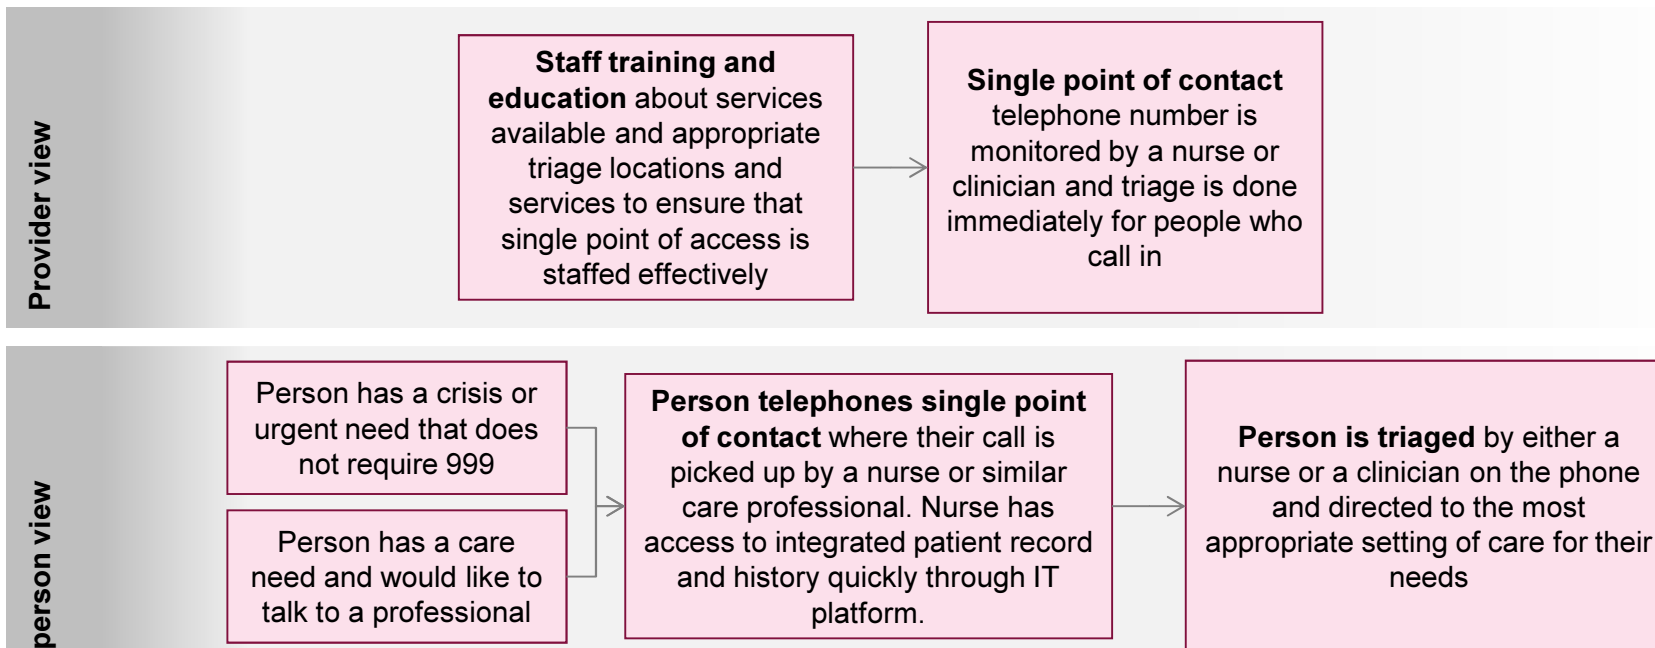 Provider view
Staff training and
education about services
available and appropriate
triage locations and
services to ensure that
single point of access is
staffed effectively
Single point of contact
telephone number is
monitored by a nurse or
clinician and triage is done
immediately for people who
call in
person view
Person has a crisis or
urgent need that does
not require 999
Person has a care
need and would like to
talk to a professional
Person telephones single point
of contact where their call is
picked up by a nurse or similar
care professional. Nurse has
access to integrated patient record
and history quickly through IT
platform.
Person is triaged by either a
nurse or a clinician on the phone
and directed to the most
appropriate setting of care for their
needs